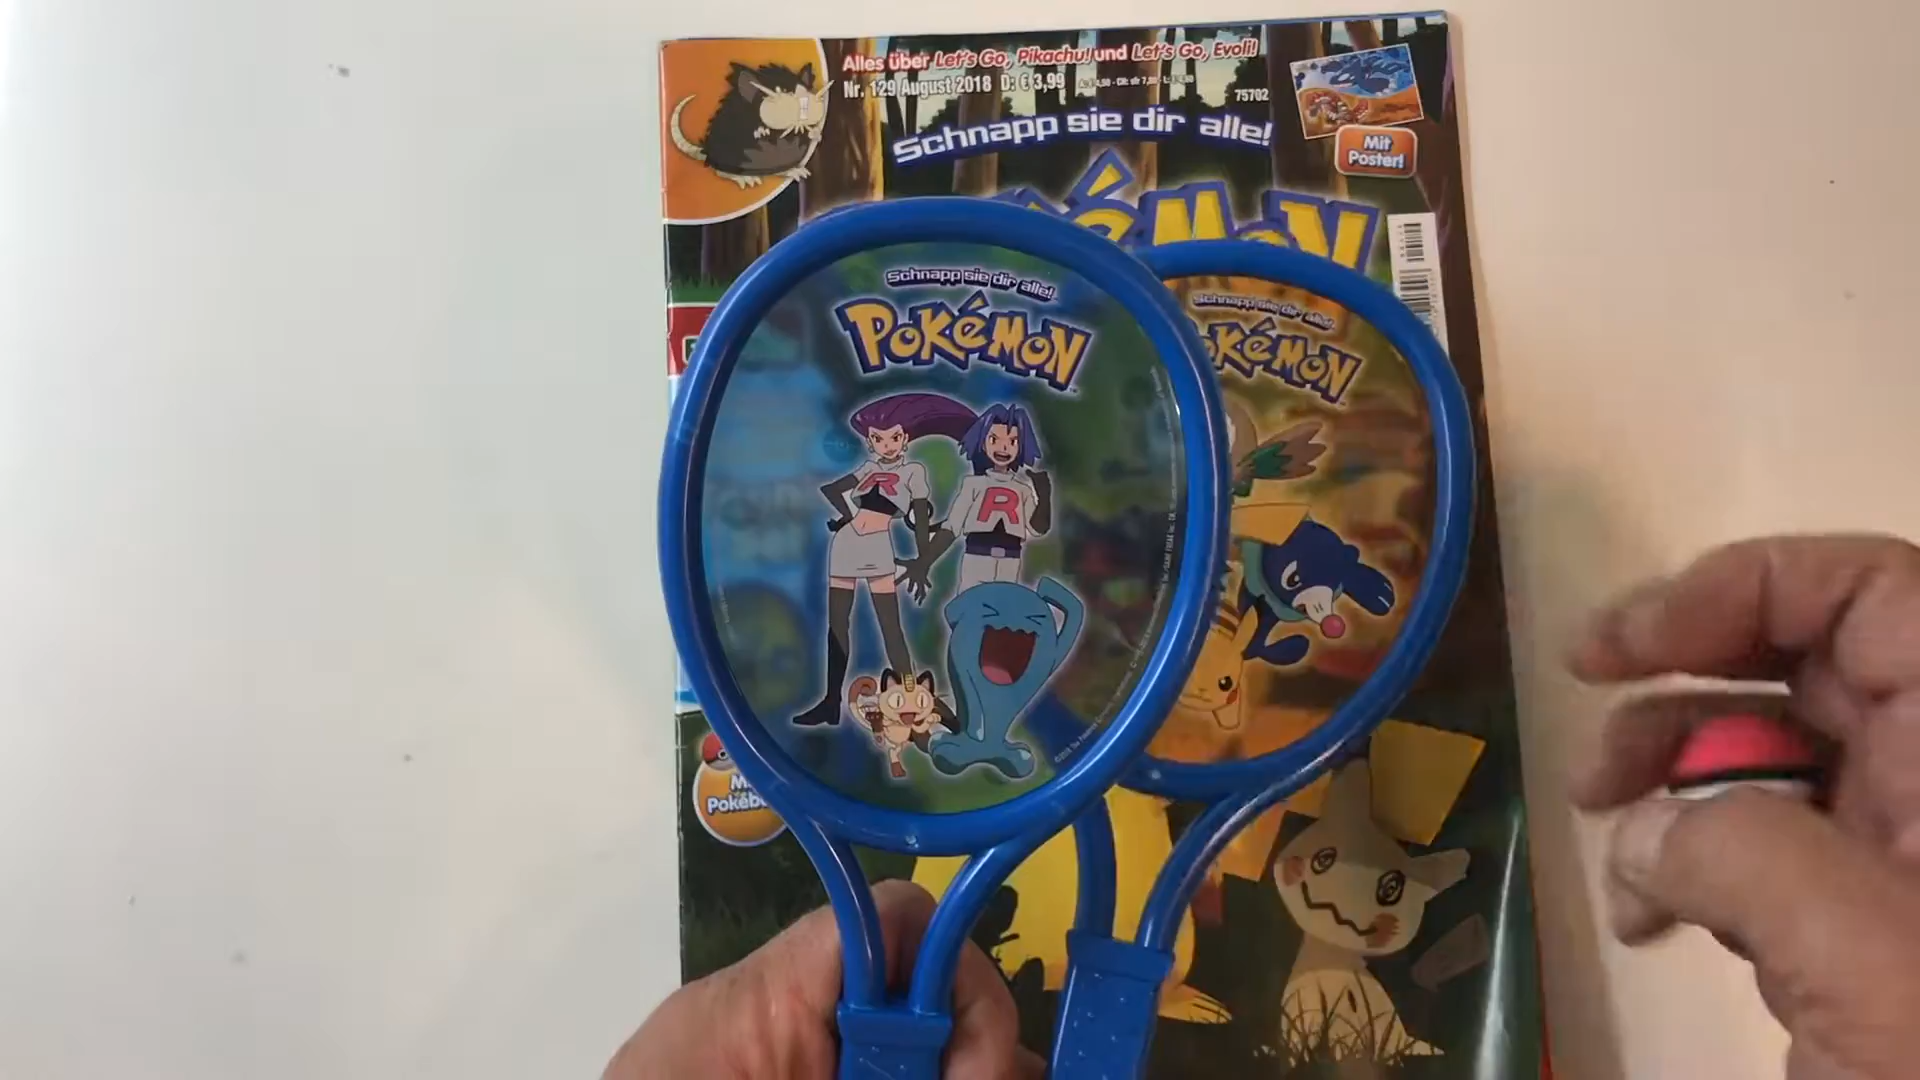 Alles über Let's Go, Pikachu! und Let's Go, Evoli!
Nr. 129 August 2018 D: € 3,99
75702
Schnapp sie dir alle!
Mit
Poster!
Schnapp sie dir alle!
POKéMON
Schnapp sie dir alle!
R
R